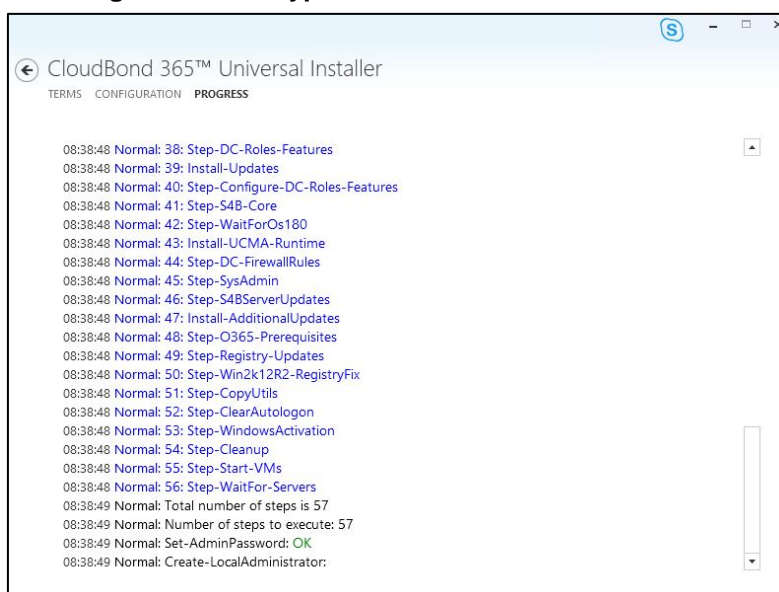 S
CloudBond 365™ Universal Installer
TERMS CONFIGURATION PROGRESS
08:38:48 Normal: 38: Step-DC-Roles-Features
08:38:48 Normal: 39: Install-Updates
08:38:48 Normal: 40: Step-Configure-DC-Roles-Features
08:38:48 Normal: 41: Step-S4B-Core
08:38:48 Normal: 42: Step-WaitForOs180
08:38:48 Normal: 43: Install-UCMA-Runtime
08:38:48 Normal: 44: Step-DC-FirewallRules
08:38:48 Normal: 45: Step-SysAdmin
08:38:48 Normal: 46: Step-S4BServerUpdates
08:38:48 Normal: 47: Install-AdditionalUpdates
08:38:48 Normal: 48: Step-O365-Prerequisites
08:38:48 Normal: 49: Step-Registry-Updates
08:38:48 Normal: 50: Step-Win2k12R2-RegistryFix
08:38:48 Normal: 51: Step-CopyUtils
08:38:48 Normal: 52: Step-ClearAutologon
08:38:48 Normal: 53: Step-WindowsActivation
08:38:48 Normal: 54: Step-Cleanup
08:38:48 Normal: 55: Step-Start-VMs
08:38:48 Normal: 56: Step-WaitFor-Servers
08:38:49 Normal: Total number of steps is 57
08:38:49 Normal: Number of steps to execute: 57
08:38:49 Normal: Set-AdminPassword: OK
08:38:49 Normal: Create-LocalAdministrator: